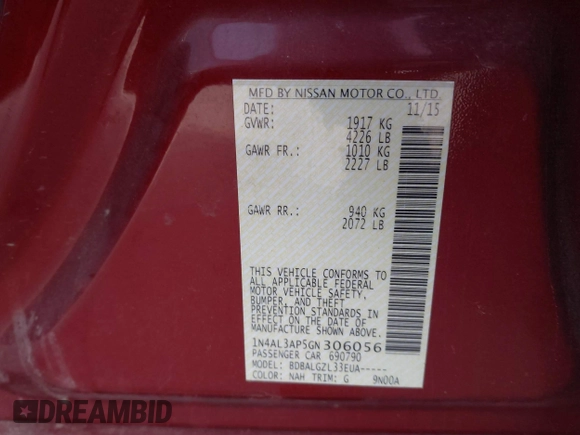 MFD BY NISSAN MOTOR CO., LTD.
DATE: 11/15
GVWR: 1917 KG
4226 LB
GAWR FR.: 1010 KG
2227 LB
GAWR RR.: 940 KG
2072 LB
THIS VEHICLE CONFORMS TO
ALL APPLICABLE FEDERAL
MOTOR VEHICLE SAFETY,
BUMPER, AND THEFT
PREVENTION STANDARDS IN
EFFECT ON THE DATE OF
MANUFACTURE SHOWN ABOVE.
1N4AL3AP5GN306056
PASSENGER CAR 690790
MODEL: BDBALGZL33EUA-----
COLOR: NAH TRIM: G 9N00A
DREAMBID